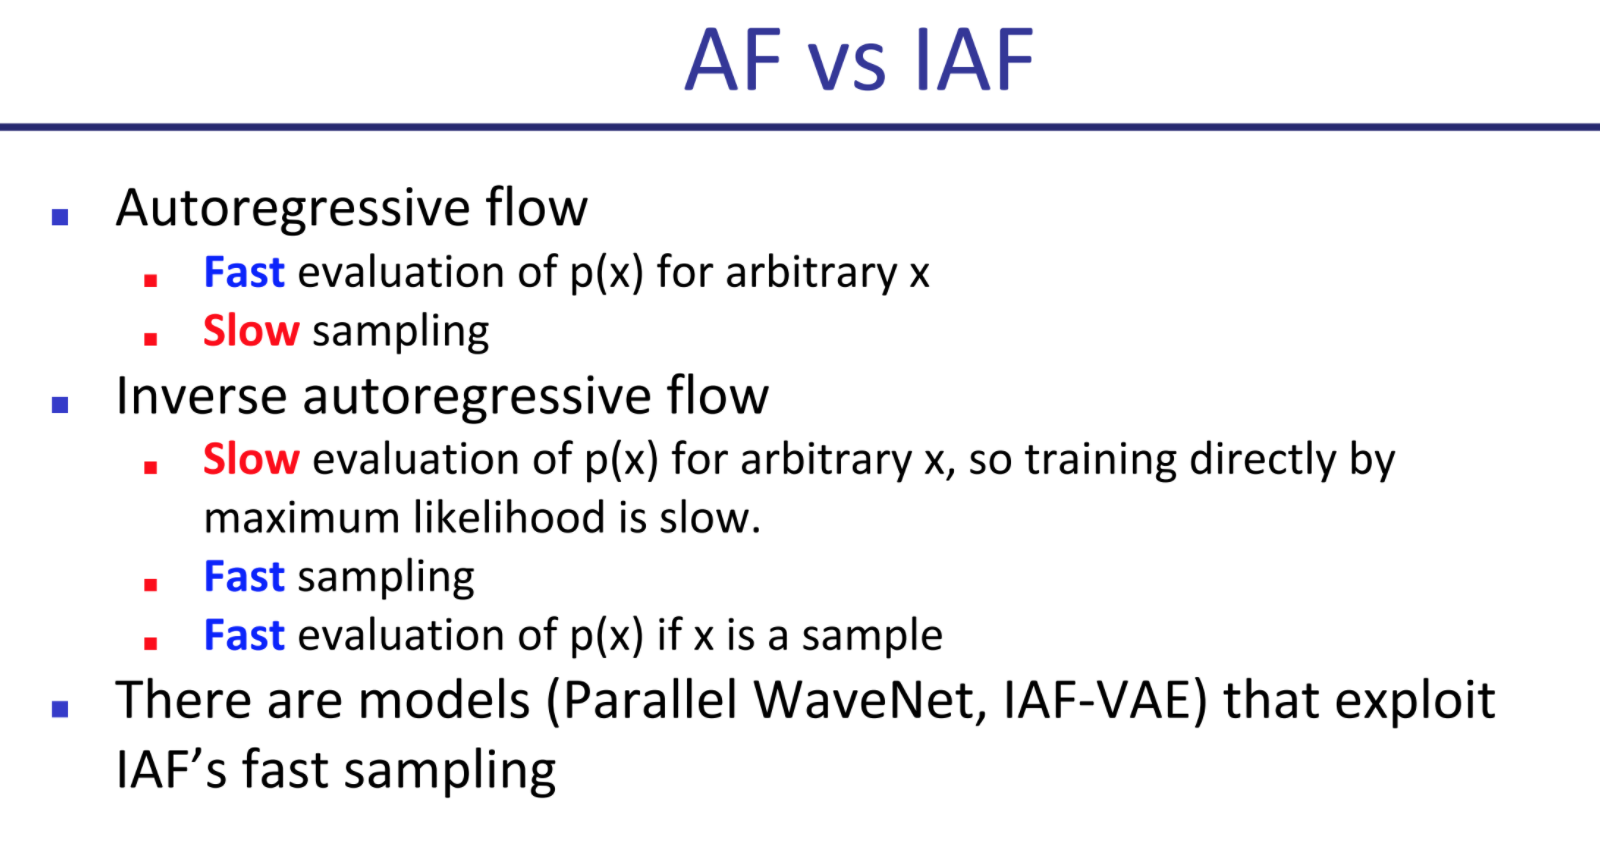 AF vs IAF
Autoregressive flow
Fast evaluation of p(x) for arbitrary x
Slow sampling
Inverse autoregressive flow
Slow evaluation of p(x) for arbitrary x, so training directly by
maximum likelihood is slow.
Fast sampling
Fast evaluation of p(x) if x is a sample
There are models (Parallel WaveNet, IAF-VAE) that exploit
IAF’s fast sampling